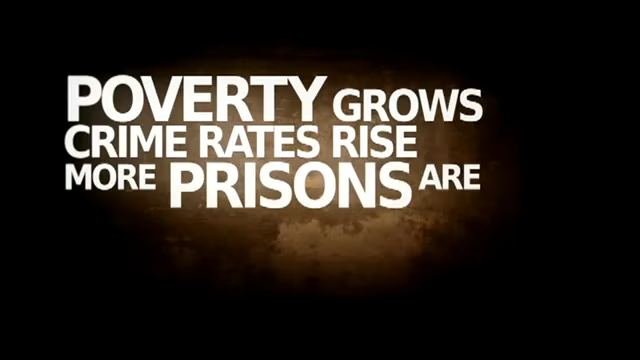 POVERTY GROWS
CRIME RATES RISE
MORE PRISONS ARE